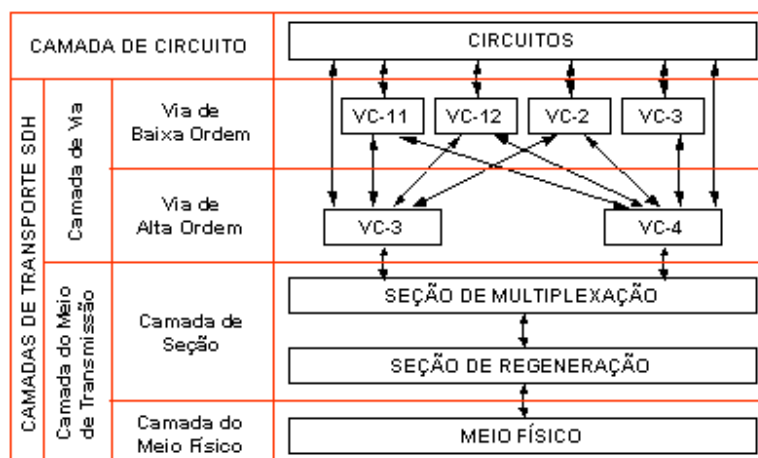 CAMADA DE CIRCUITO
CIRCUITOS
CAMADAS DE TRANSPORTE SDH
Camada de Via
Via de
Baixa Ordem
VC-11
VC-12
VC-2
VC-3
Via de
Alta Ordem
VC-3
VC-4
Camada do Meio
de Transmissão
Camada de
Seção
SEÇÃO DE MULTIPLEXAÇÃO
SEÇÃO DE REGENERAÇÃO
Camada do
Meio Físico
MEIO FÍSICO